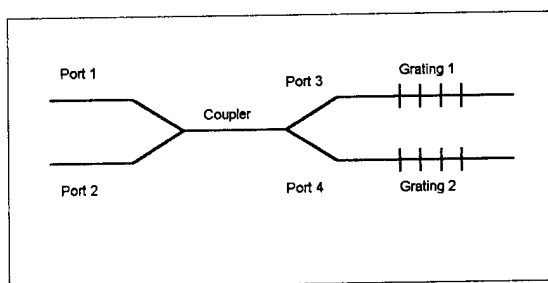 Port 1
Port 3
Grating 1
Coupler
Port 2
Port 4
Grating 2